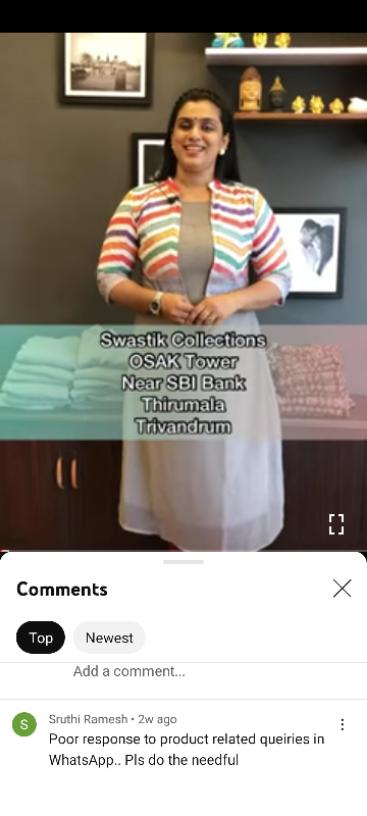 Swastik Collections
OSAK Tower
Near SBI Bank
Thirumala
Trivandrum
Comments
Top
Newest
Add a comment...
S
Sruthi Ramesh • 2w ago
Poor response to product related queiries in
WhatsApp.. Pls do the needful